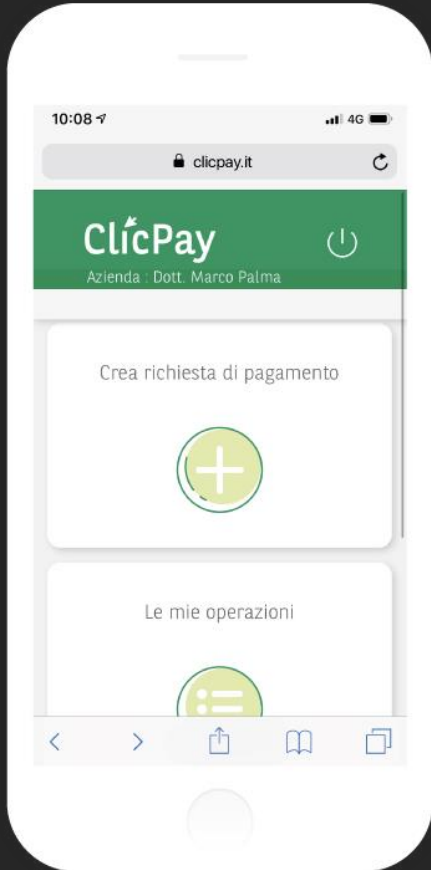 10:08
4G
clicpay.it
ClicPay
Azienda : Dott. Marco Palma
Crea richiesta di pagamento
Le mie operazioni